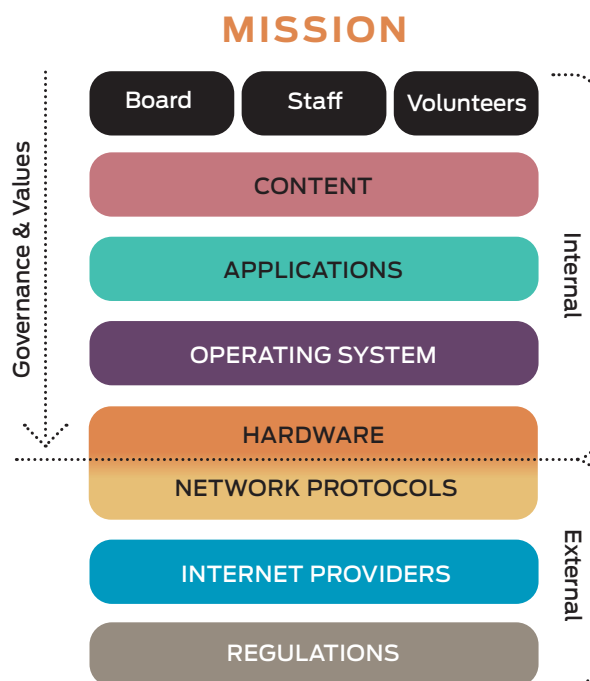 MISSION
Board
Staff
Volunteers
Governance & Values
CONTENT
APPLICATIONS
Internal
OPERATING SYSTEM
HARDWARE
NETWORK PROTOCOLS
INTERNET PROVIDERS
External
REGULATIONS